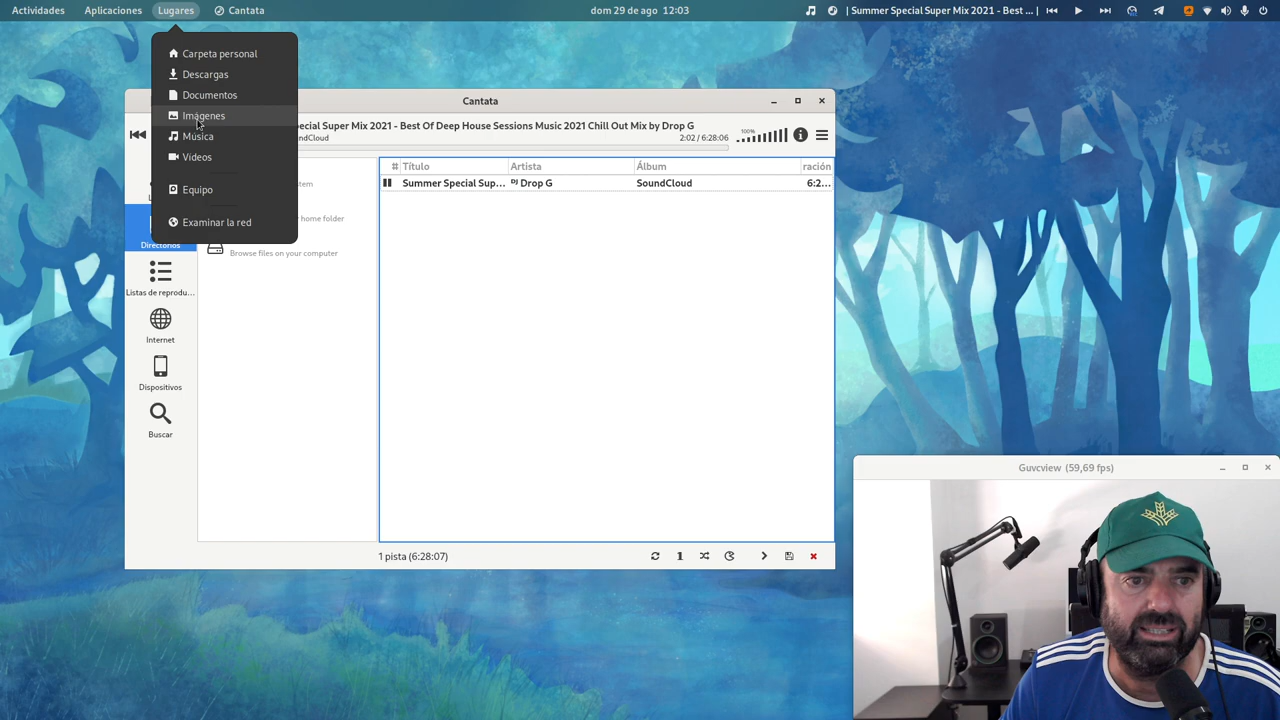 Actividades Aplicaciones Lugares Cantata dom 29 de ago 12:03 | Summer Special Super Mix 2021 - Best ... |
Carpeta personal
Descargas
Documentos
Imágenes
Música
Vídeos
Equipo
Examinar la red
Cantata
ecial Super Mix 2021 - Best Of Deep House Sessions Music 2021 Chill Out Mix by Drop G
ndCloud 2:02 / 6:28:06
100%
# Título Artista Álbum ración
Summer Special Sup... DJ Drop G SoundCloud 6:2...
stem
home folder
Browse files on your computer
Directorios
Listas de reprodu...
Internet
Dispositivos
Buscar
1 pista (6:28:07)
Guvcview (59,69 fps)